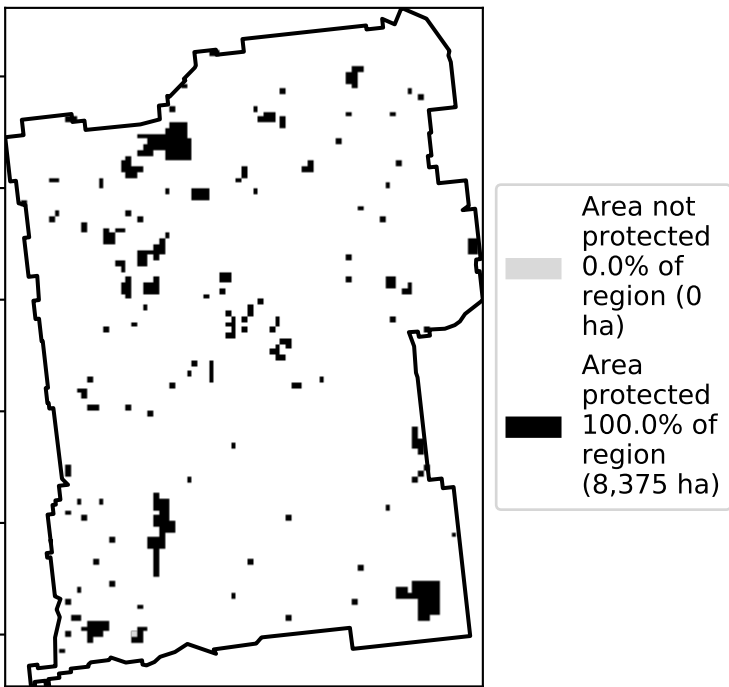 Area not
protected
0.0% of
region (0
ha)
Area
protected
100.0% of
region
(8,375 ha)